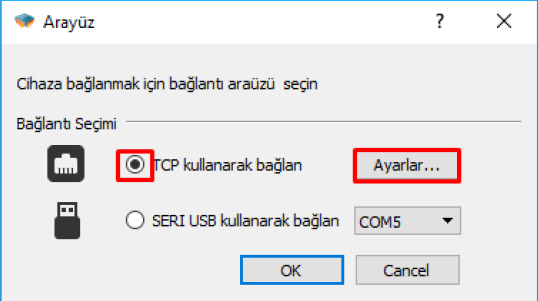 Arayüz
?
Cihaza bağlanmak için bağlantı araüzü seçin
Bağlantı Seçimi
TCP kullanarak bağlan
Ayarlar...
SERI USB kullanarak bağlan
COM5
OK
Cancel